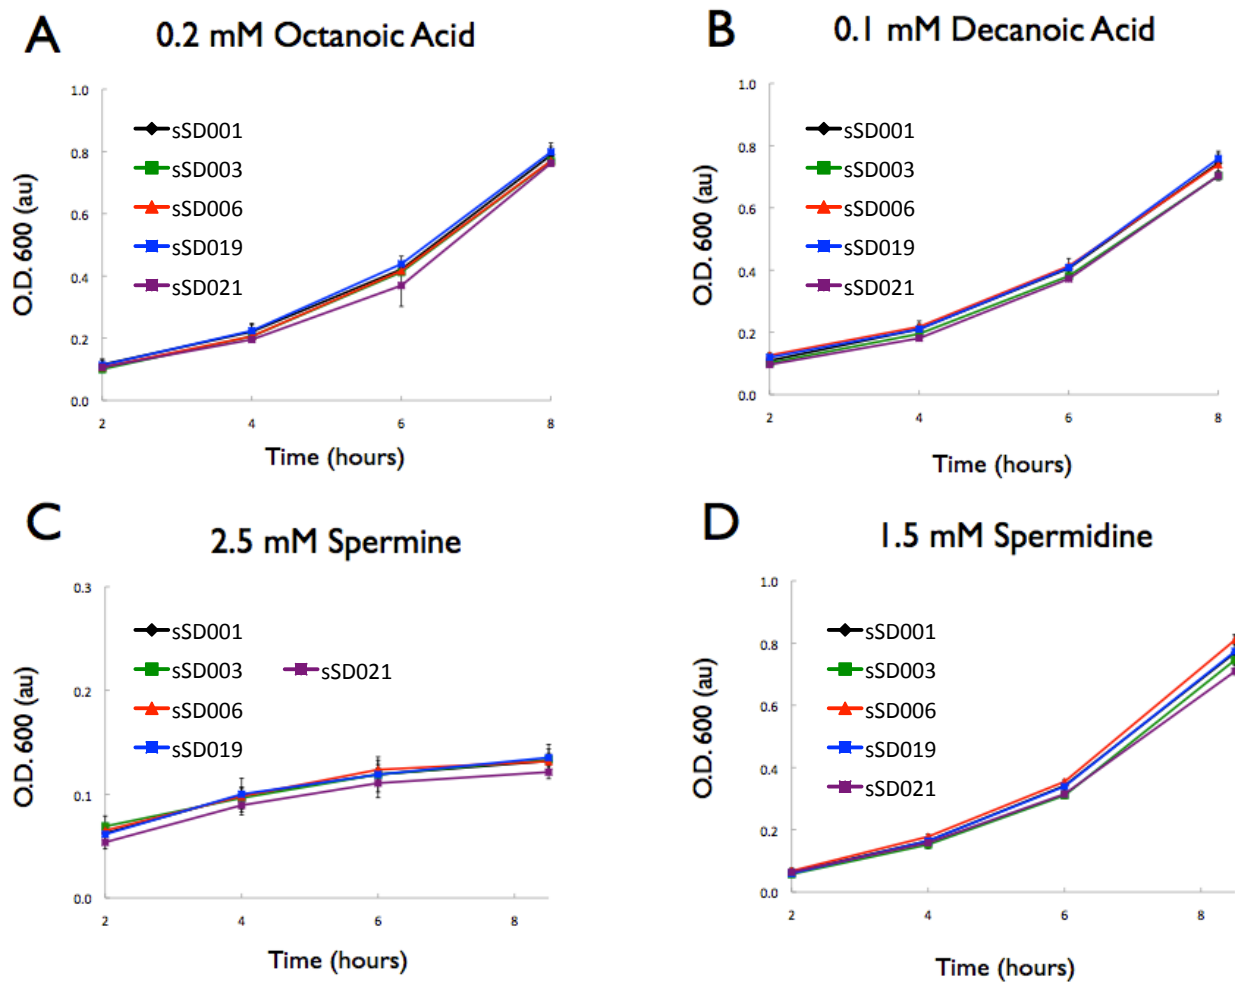 A
0.2 mM Octanoic Acid
1.0
0.8
0.6
0.4
0.2
0.0
O.D. 600 (au)
sSD001
sSD003
sSD006
sSD019
sSD021
2 4 6 8
Time (hours)
B
0.1 mM Decanoic Acid
1.0
0.8
0.6
0.4
0.2
0.0
O.D. 600 (au)
sSD001
sSD003
sSD006
sSD019
sSD021
2 4 6 8
Time (hours)
C
2.5 mM Spermine
0.3
0.2
0.1
0.0
O.D. 600 (au)
sSD001
sSD003 sSD021
sSD006
sSD019
2 4 6 8
Time (hours)
D
1.5 mM Spermidine
1.0
0.8
0.6
0.4
0.2
0.0
O.D. 600 (au)
sSD001
sSD003
sSD006
sSD019
sSD021
2 4 6 8
Time (hours)